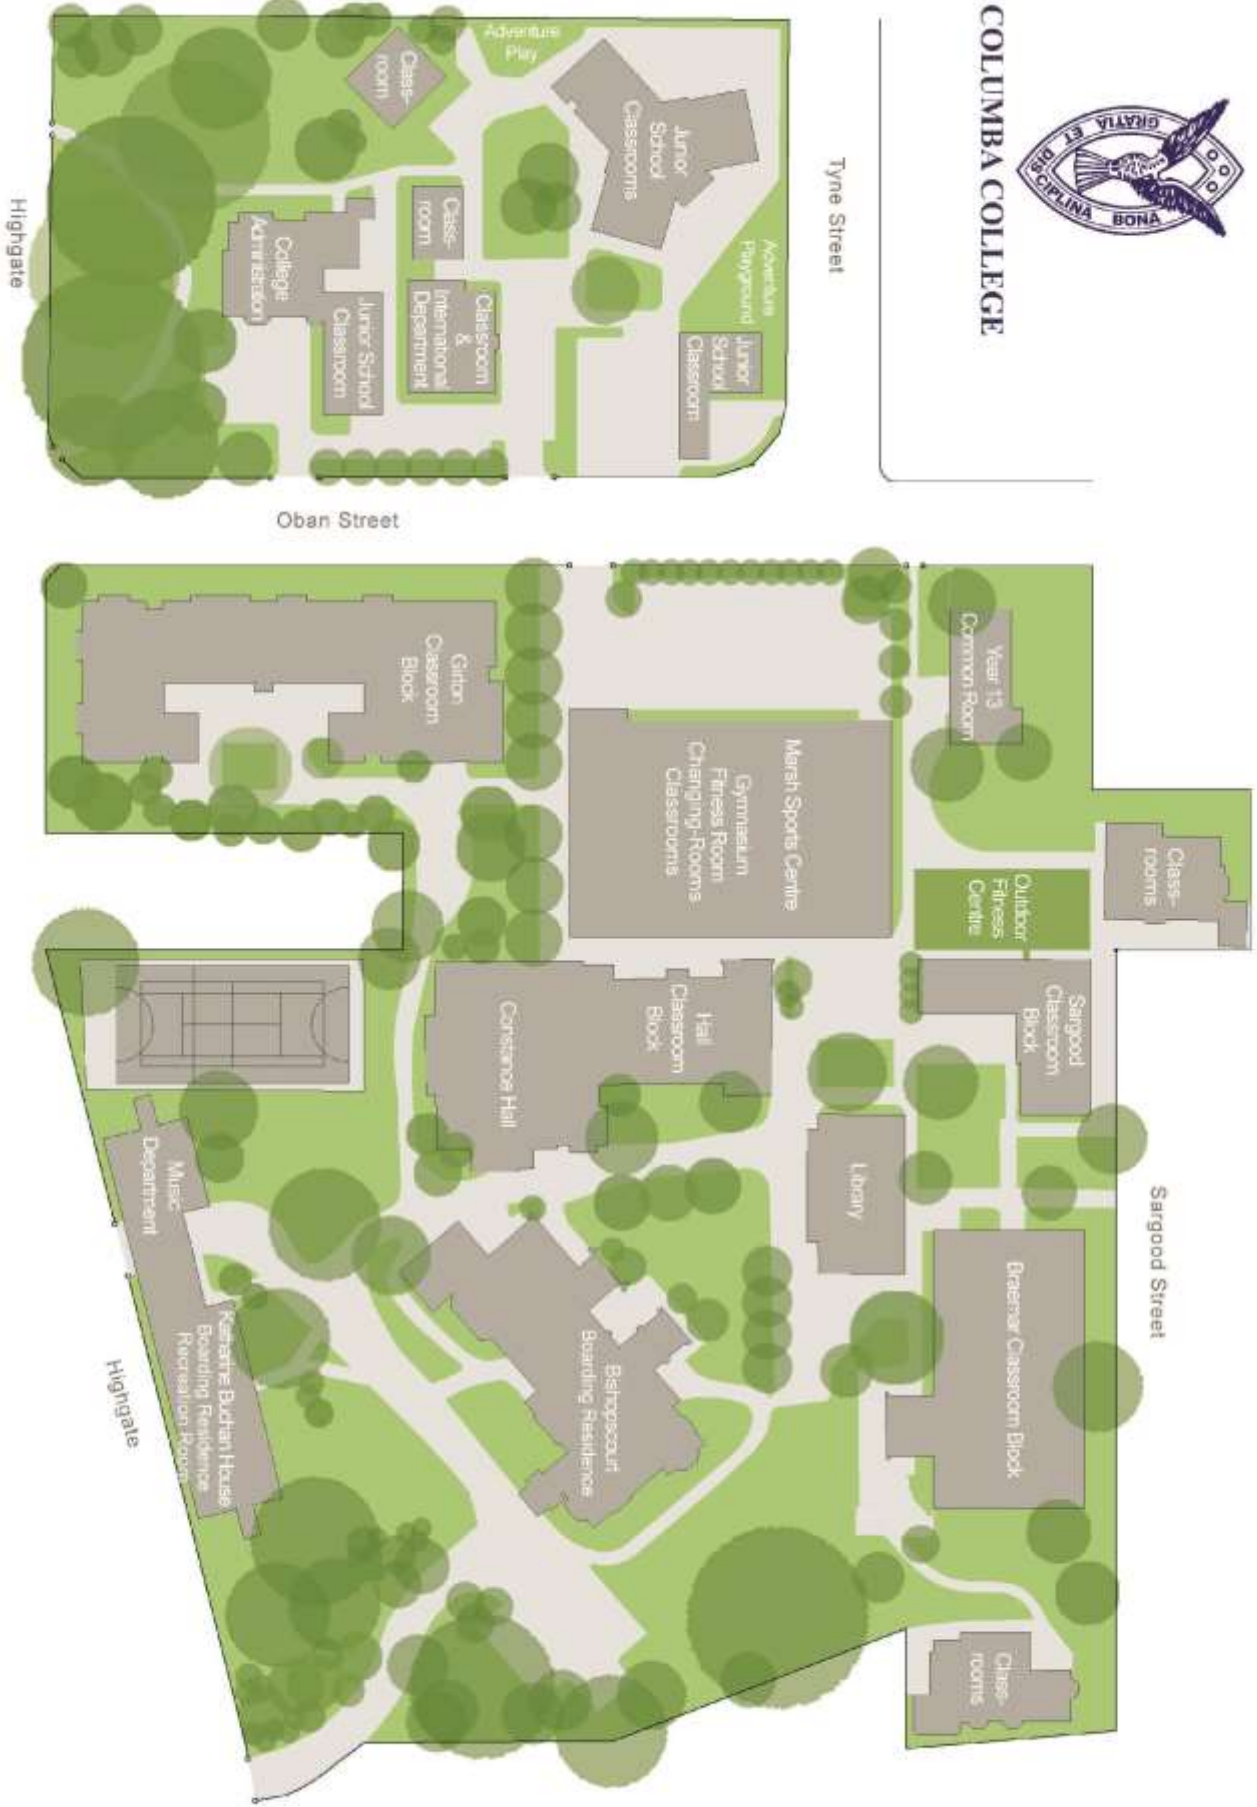 COLUMBA COLLEGE
GRATIA ET DISCIPLINA BONA
Tyne Street
Sargood Street
Oban Street
Highgate
Highgate
Adventure
Play
Junior
School
Classrooms
Adventure
Playground
Junior
School
Classroom
Class-
room
Class-
room
Classroom
&
International
Department
College
Administration
Junior School
Classroom
Year 13
Common Room
Class-
rooms
Outdoor
Fitness
Centre
Sargood
Classroom
Block
Marsh Sports Centre
Gymnasium
Fitness Room
Changing-Rooms
Classrooms
Girton
Classroom
Block
Hall
Classroom
Block
Constance Hall
Library
Braemar Classroom Block
Bishopscourt
Boarding Residence
Music
Department
Katharine Buchan House
Boarding Residence
Recreation Room
Class-
rooms